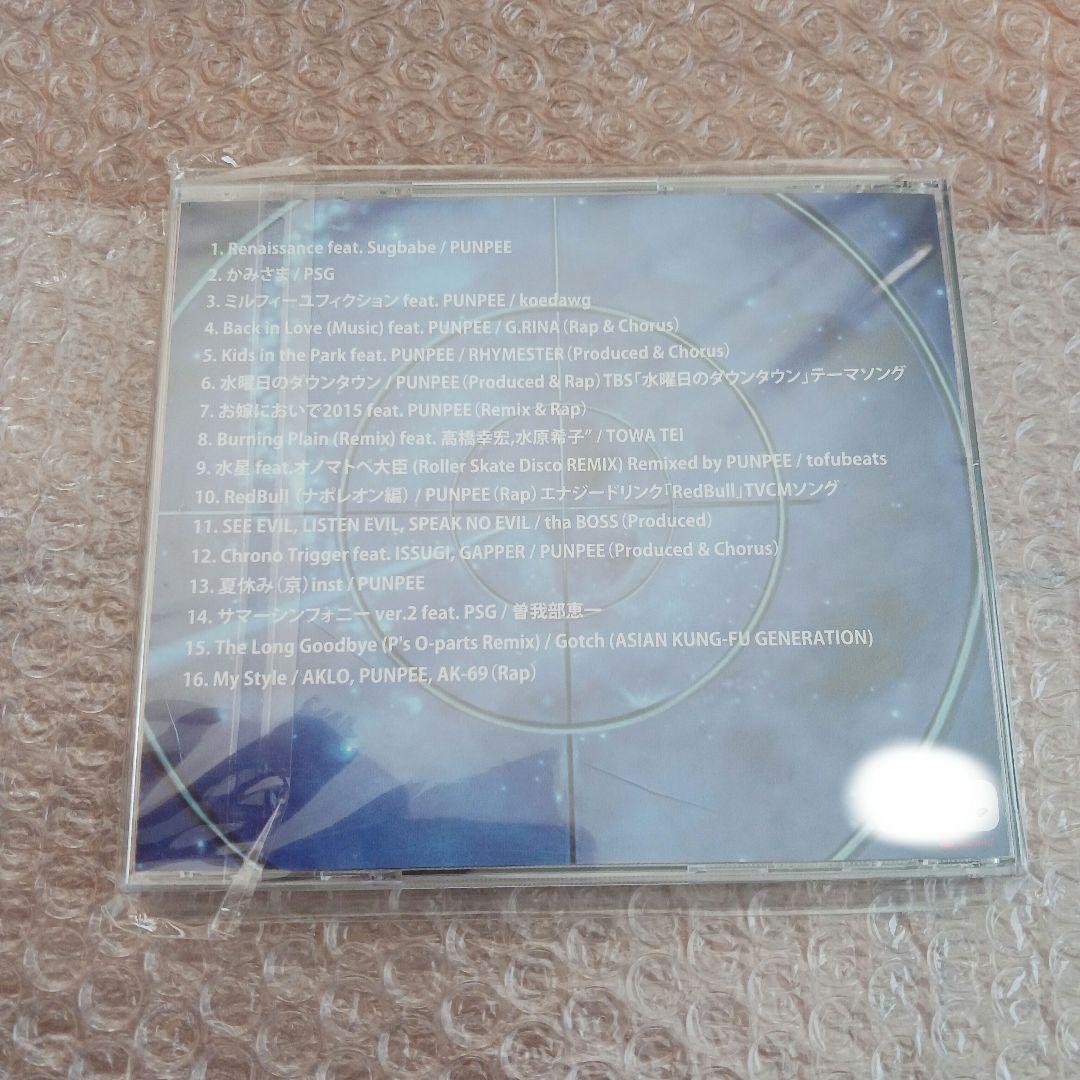 1. Renaissance feat. Sugbabe / PUNPEE
2. かみさま / PSG
3. ミルフィーユフィクション feat. PUNPEE / koedawg
4. Back in Love (Music) feat. PUNPEE / G.RINA (Rap & Chorus)
5. Kids in the Park feat. PUNPEE / RHYMESTER (Produced & Chorus)
6. 水曜日のダウンタウン / PUNPEE (Produced & Rap) TBS「水曜日のダウンタウン」テーマソング
7. お嫁においで2015 feat. PUNPEE (Remix & Rap)
8. Burning Plain (Remix) feat. 高橋幸宏,水原希子" / TOWA TEI
9. 水星 feat.オノマトペ大臣 (Roller Skate Disco REMIX) Remixed by PUNPEE / tofubeats
10. RedBull (ナポレオン編) / PUNPEE (Rap) エナジードリンク「RedBull」TVCMソング
11. SEE EVIL, LISTEN EVIL, SPEAK NO EVIL / tha BOSS (Produced)
12. Chrono Trigger feat. ISSUGI, GAPPER / PUNPEE (Produced & Chorus)
13. 夏休み (京) inst / PUNPEE
14. サマーシンフォニー ver.2 feat. PSG / 曽我部恵一
15. The Long Goodbye (P's O-parts Remix) / Gotch (ASIAN KUNG-FU GENERATION)
16. My Style / AKLO, PUNPEE, AK-69 (Rap)